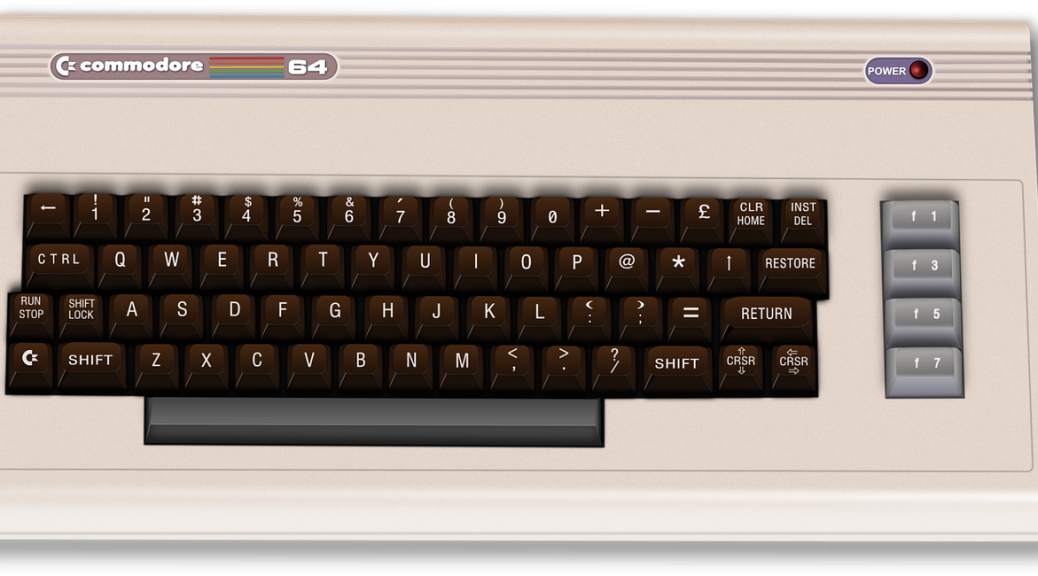 commodore 64
POWER
← ! 1 " 2 # 3 $ 4 % 5 & 6 ´ 7 ( 8 ) 9 0 + − £ CLR HOME INST DEL
f 1
CTRL Q W E R T Y U I O P @ * ↑ RESTORE
f 3
RUN STOP SHIFT LOCK A S D F G H J K L < : > ; = RETURN
f 5
SHIFT Z X C V B N M < , > . ? / SHIFT ⇧ CRSR ⇩ ⇦ CRSR ⇨
f 7